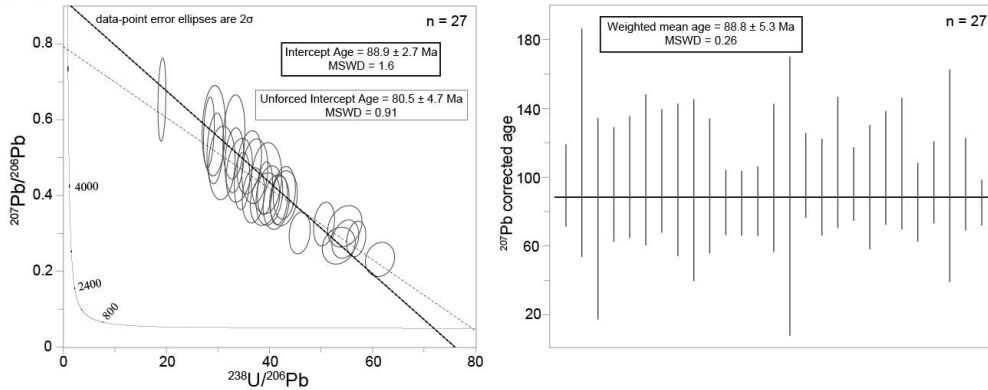 data-point error ellipses are 2σ
n = 27
Intercept Age = 88.9 ± 2.7 Ma
MSWD = 1.6
Unforced Intercept Age = 80.5 ± 4.7 Ma
MSWD = 0.91
0.8
0.6
0.4
0.2
0
207Pb/206Pb
4000
2400
800
0
20
40
60
80
238U/206Pb
n = 27
Weighted mean age = 88.8 ± 5.3 Ma
MSWD = 0.26
180
140
100
60
20
207Pb corrected age